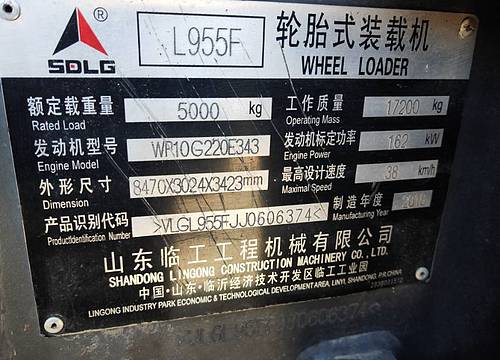 SDLG ® L955F 轮胎式装载机
WHEEL LOADER
额定载重量 5000 kg 工作质量 17200 kg
Rated Load Operating Mass
发动机型号 WP10G220E343 发动机标定功率 162 kW
Engine Model Engine Power
外形尺寸 8470X3024X3423mm 最高设计速度 38 km/h
Dimension Maximal Speed
产品识别代码 >VLGL955FJJ0606374< 制造年度
Productidentification Number Manufacturing Year
山东临工工程机械有限公司
SHANDONG LINGONG CONSTRUCTION MACHINERY CO., LTD.
中国·山东·临沂经济技术开发区临工工业园
LINGONG INDUSTRY PARK ECONOMIC & TECHNOLOGICAL DEVELOPMENT AREA, LINYI, SHANDONG, P.R.CHINA